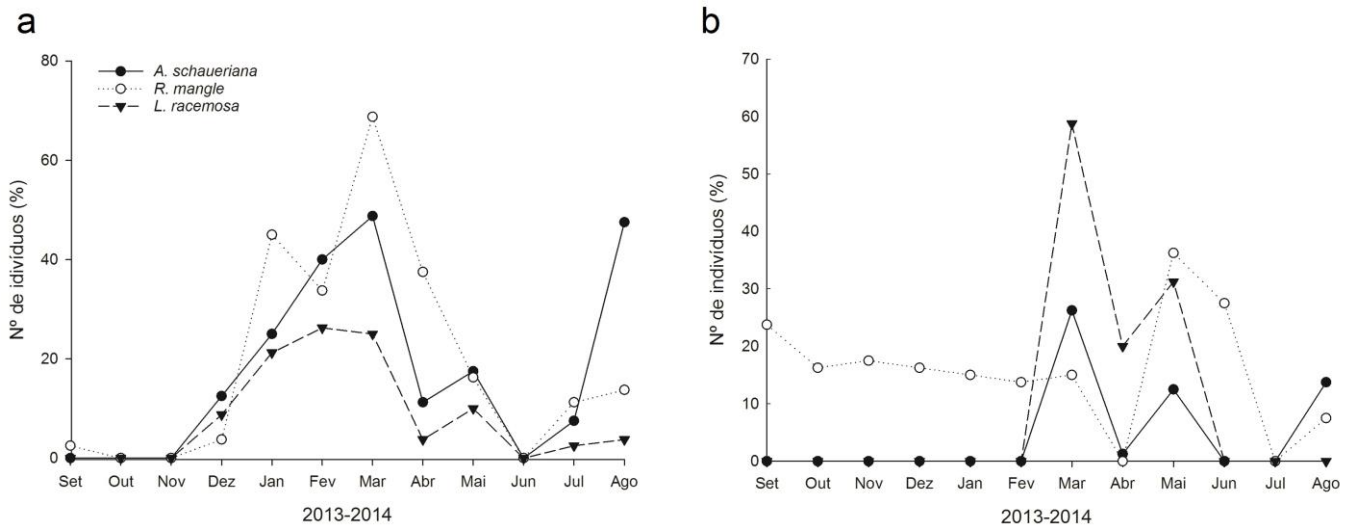 a
80
60
40
20
0
Nº de idivíduos (%)
A. schaueriana
R. mangle
L. racemosa
Set Out Nov Dez Jan Fev Mar Abr Mai Jun Jul Ago
2013-2014
b
70
60
50
40
30
20
10
0
Nº de indivíduos (%)
Set Out Nov Dez Jan Fev Mar Abr Mai Jun Jul Ago
2013-2014